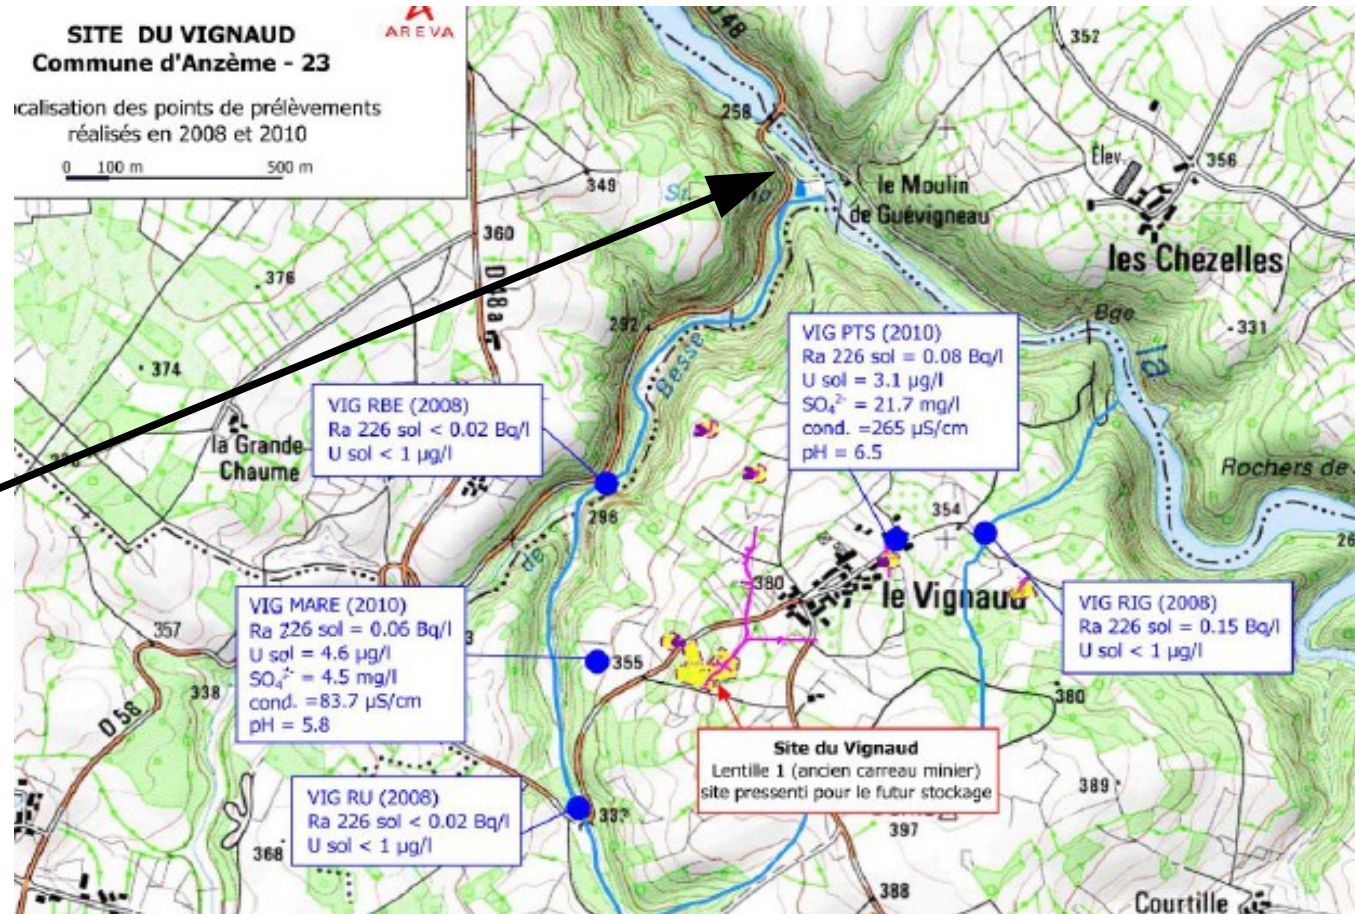 SITE DU VIGNAUD
Commune d'Anzème - 23
calisation des points de prélèvements
réalisés en 2008 et 2010
0 100 m 500 m
AREVA
D 48
352
258
Élev.
356
349
le Moulin
de Guévigneau
les Chezelles
360
376
D 48a
292
Bge
331
la
374
Besse
VIG PTS (2010)
Ra 226 sol = 0.08 Bq/l
U sol = 3.1 µg/l
SO₄²⁻ = 21.7 mg/l
cond. =265 µS/cm
pH = 6.5
VIG RBE (2008)
Ra 226 sol < 0.02 Bq/l
U sol < 1 µg/l
la Grande
Chaume
Rochers de
296
354
26
de
380
le Vignaud
VIG MARE (2010)
Ra 226 sol = 0.06 Bq/l
U sol = 4.6 µg/l
SO₄²⁻ = 4.5 mg/l
cond. =83.7 µS/cm
pH = 5.8
VIG RIG (2008)
Ra 226 sol = 0.15 Bq/l
U sol < 1 µg/l
357
355
338
D 58
380
Site du Vignaud
Lentille 1 (ancien carreau minier)
site pressenti pour le futur stockage
VIG RU (2008)
Ra 226 sol < 0.02 Bq/l
U sol < 1 µg/l
389
397
368
388
Courtille